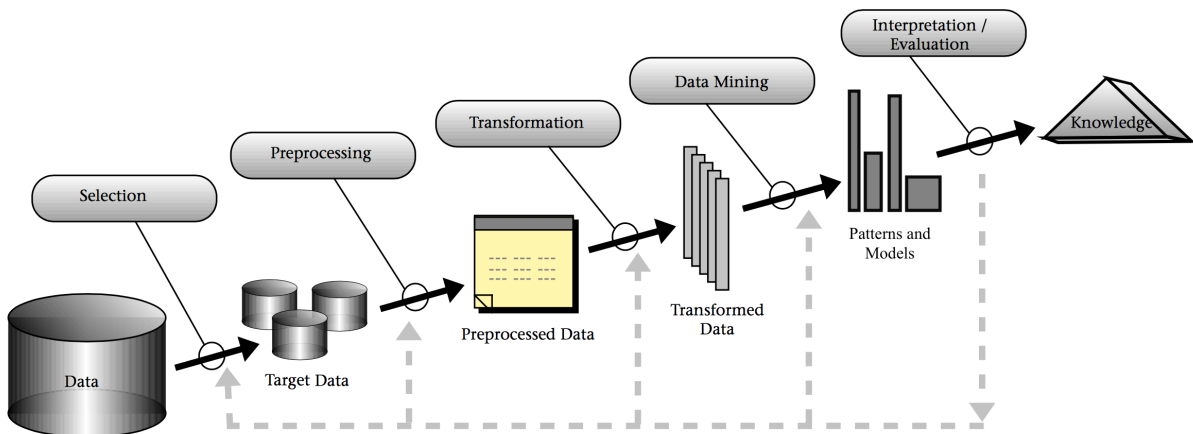 Interpretation /
Evaluation
Data Mining
Transformation
Preprocessing
Selection
Knowledge
Patterns and
Models
Transformed
Data
Preprocessed Data
Target Data
Data